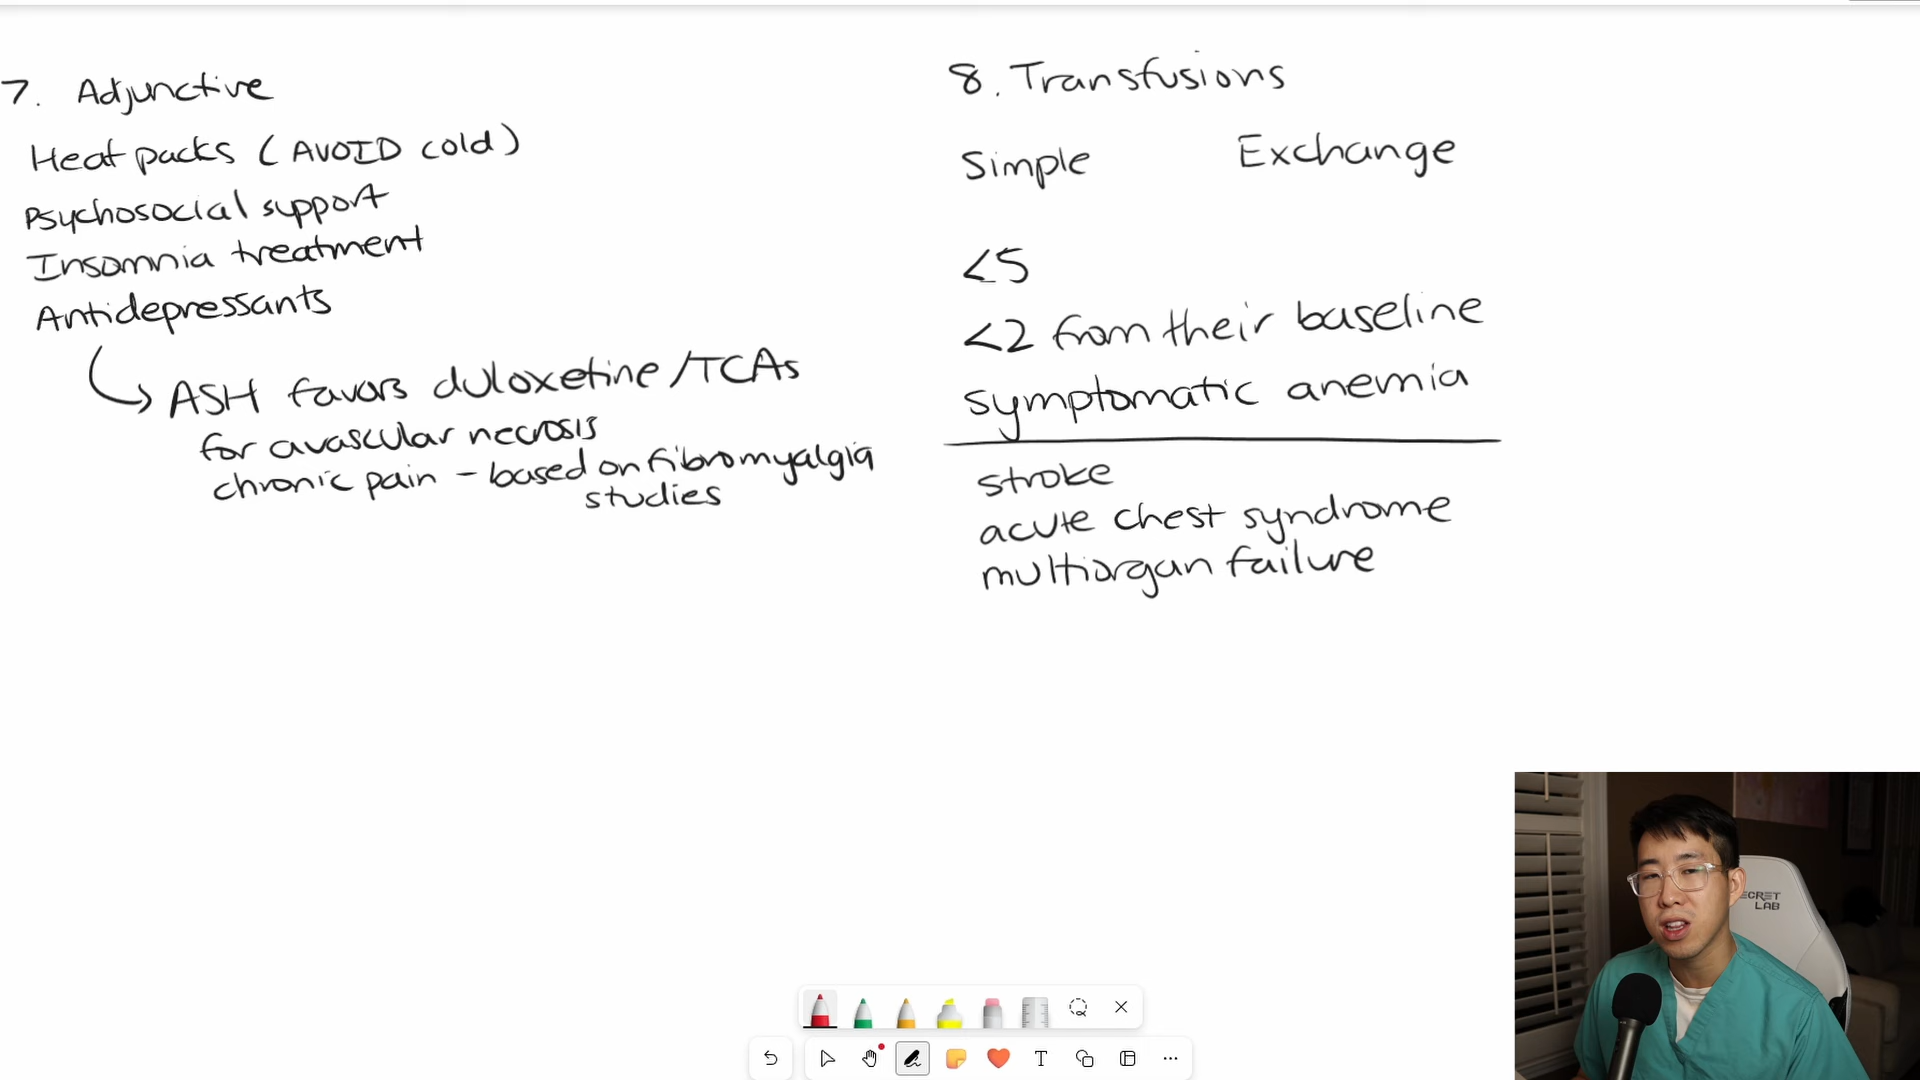 7. Adjunctive
Heat packs (AVOID cold)
Psychosocial support
Insomnia treatment
Antidepressants
ASH favors duloxetine/TCAs
for avascular necrosis
chronic pain - based on fibromyalgia
studies
8. Transfusions
Simple Exchange
<5
<2 from their baseline
symptomatic anemia
stroke
acute chest syndrome
multiorgan failure
T
ECRET
LAB